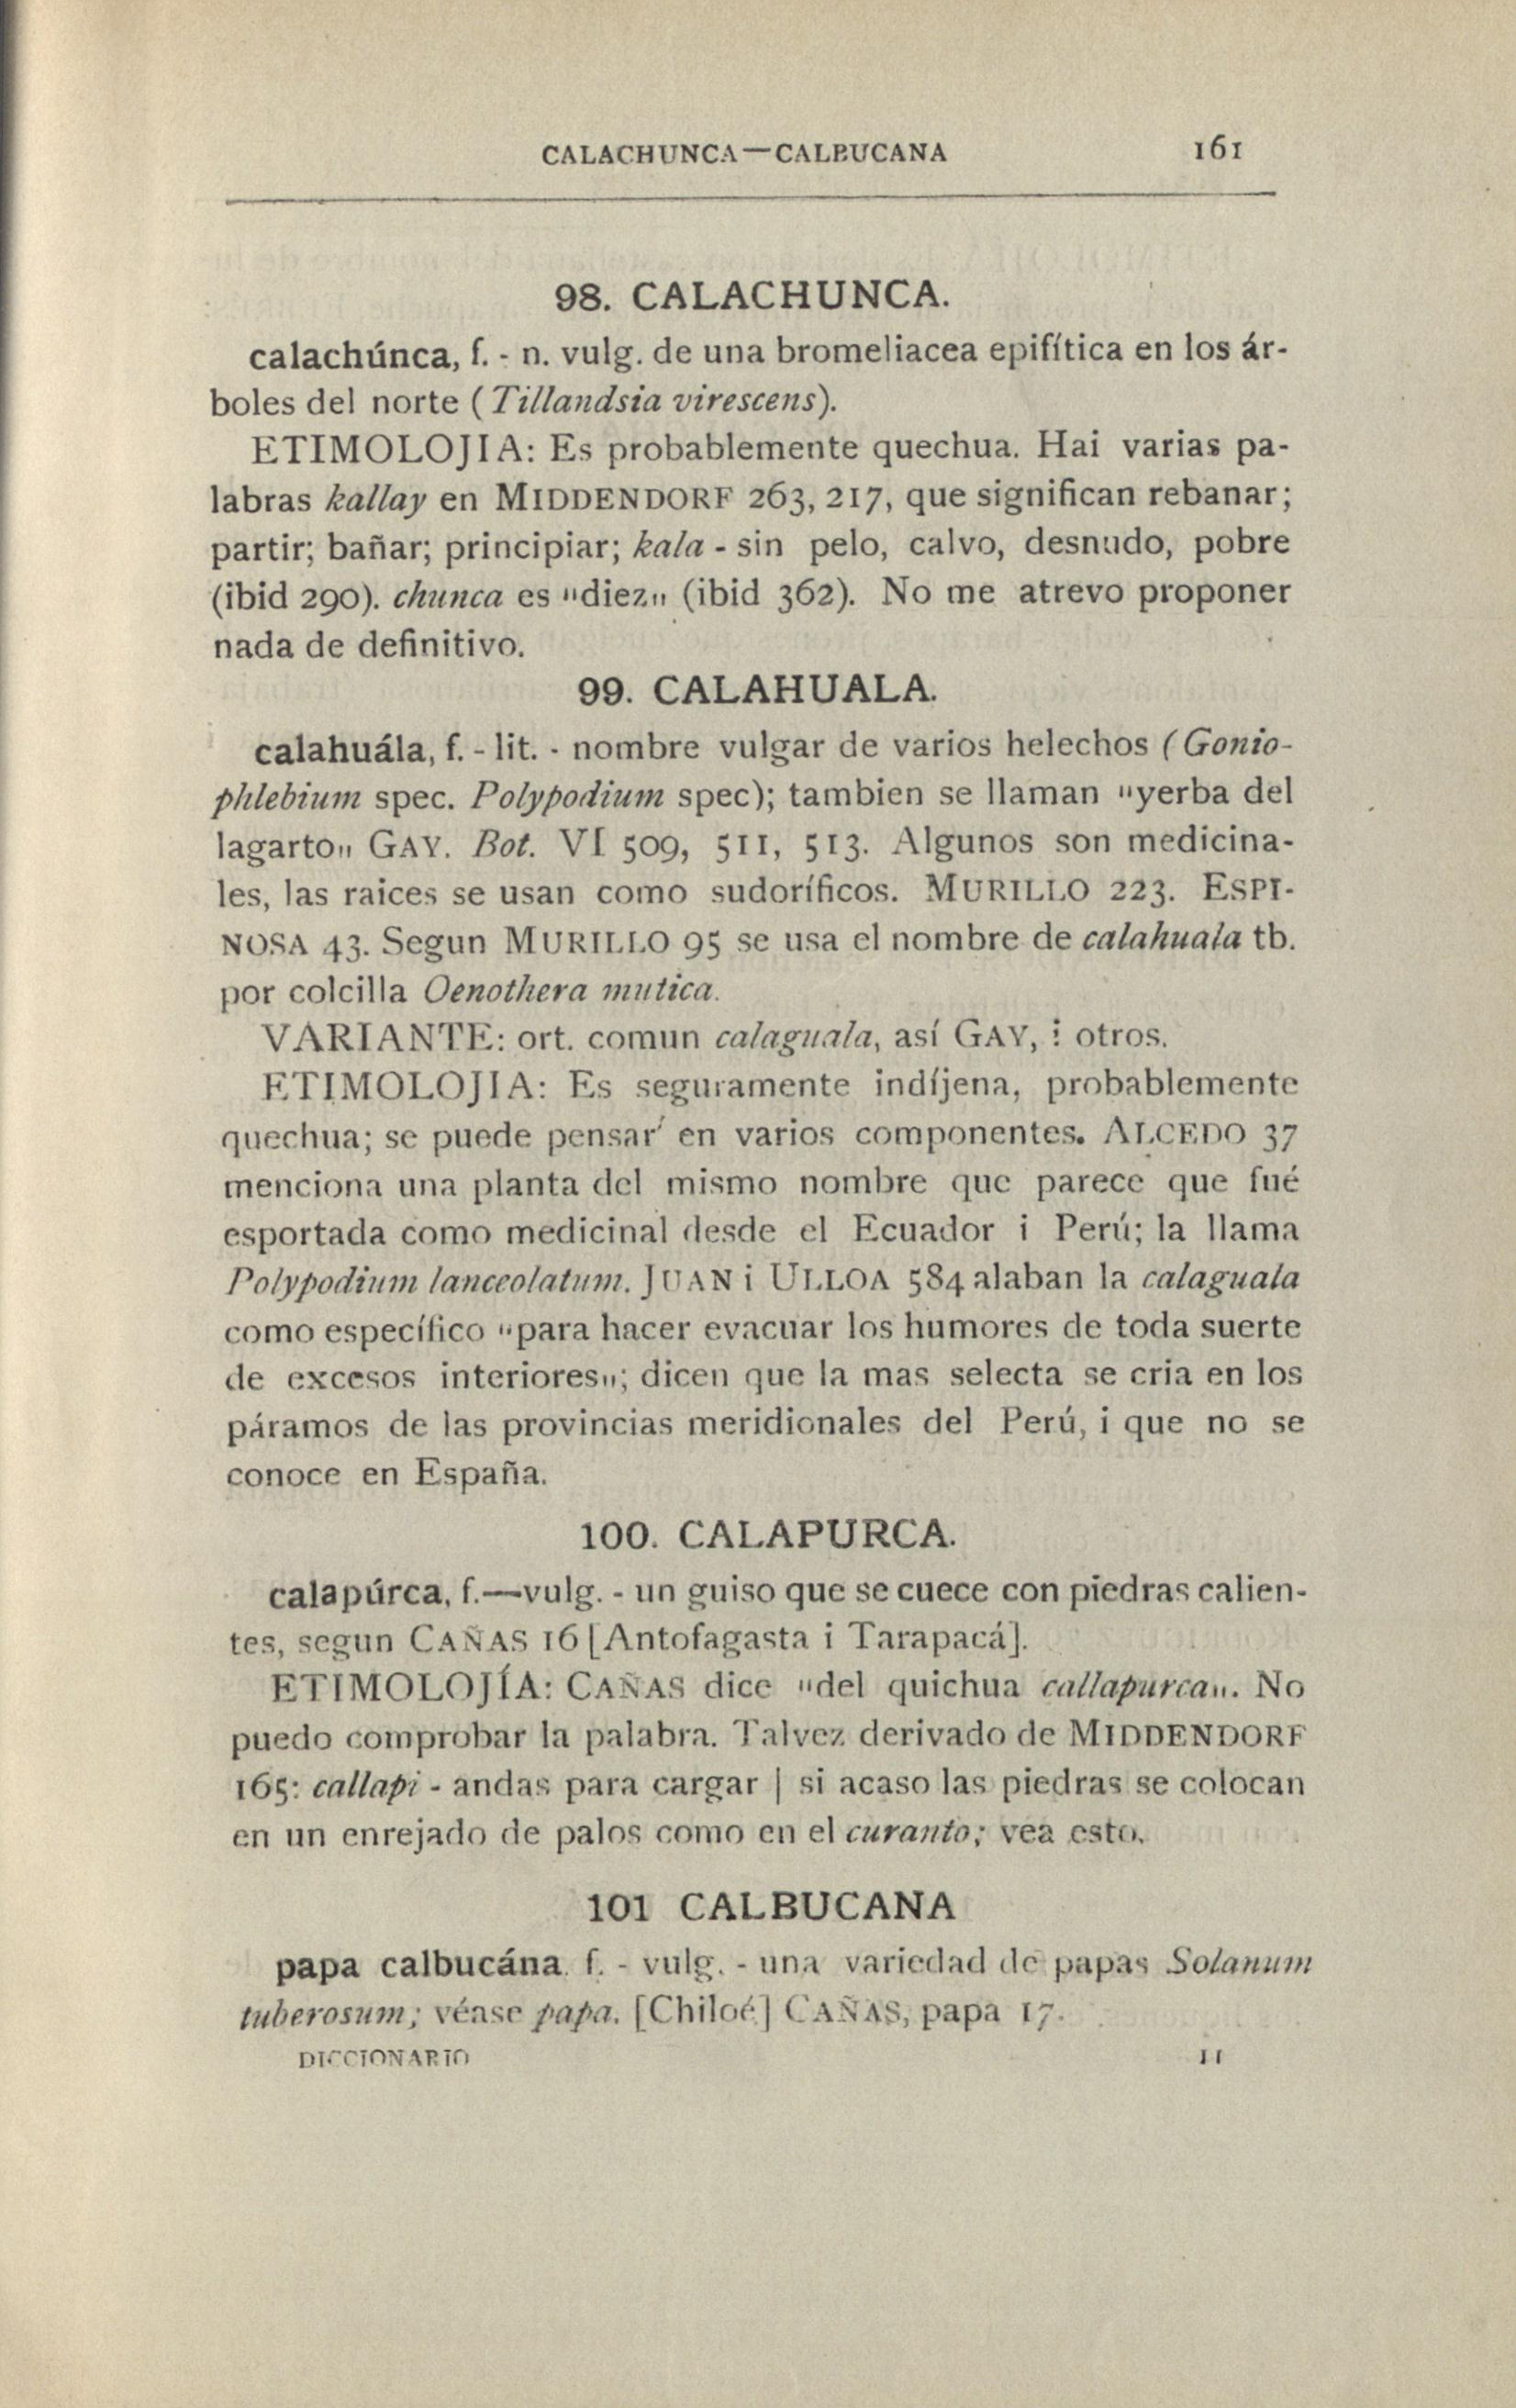 CALACHUNCA—CALBUCANA 161
98. CALACHUNCA.
calachúnca, f. - n. vulg. de una bromeliacea epifítica en los ár-
boles del norte (Tillandsia virescens).
ETIMOLOJIA: Es probablemente quechua. Hai varias pa-
labras kallay en MIDDENDORF 263, 217, que significan rebanar;
partir; bañar; principiar; kala - sin pelo, calvo, desnudo, pobre
(ibid 290). chunca es "diez" (ibid 362). No me atrevo proponer
nada de definitivo.
99. CALAHUALA.
calahuála, f. - lit. - nombre vulgar de varios helechos (Gonio-
phlebium spec. Polypodium spec); tambien se llaman "yerba del
lagarto" GAY. Bot. VI 509, 511, 513. Algunos son medicina-
les, las raices se usan como sudoríficos. MURILLO 223. ESPI-
NOSA 43. Segun MURILLO 95 se usa el nombre de calahuala tb.
por colcilla Oenothera mutica.
VARIANTE: ort. comun calaguala, así GAY, i otros.
ETIMOLOJIA: Es seguramente indíjena, probablemente
quechua; se puede pensar en varios componentes. ALCEDO 37
menciona una planta del mismo nombre que parece que fué
esportada como medicinal desde el Ecuador i Perú; la llama
Polypodium lanceolatum. JUAN i ULLOA 584 alaban la calaguala
como específico "para hacer evacuar los humores de toda suerte
de excesos interiores"; dicen que la mas selecta se cria en los
páramos de las provincias meridionales del Perú, i que no se
conoce en España.
100. CALAPURCA.
calapúrca, f.—vulg. - un guiso que se cuece con piedras calien-
tes, segun CAÑAS 16 [Antofagasta i Tarapacá].
ETIMOLOJÍA: CAÑAS dice "del quichua callapurca". No
puedo comprobar la palabra. Talvez derivado de MIDDENDORF
165: callapi - andas para cargar | si acaso las piedras se colocan
en un enrejado de palos como en el curanto; vea esto.
101 CALBUCANA
papa calbucána. f. - vulg. - una variedad de papas Solanum
tuberosum; véase papa. [Chiloé] CAÑAS, papa 17.
DICCIONARIO 11